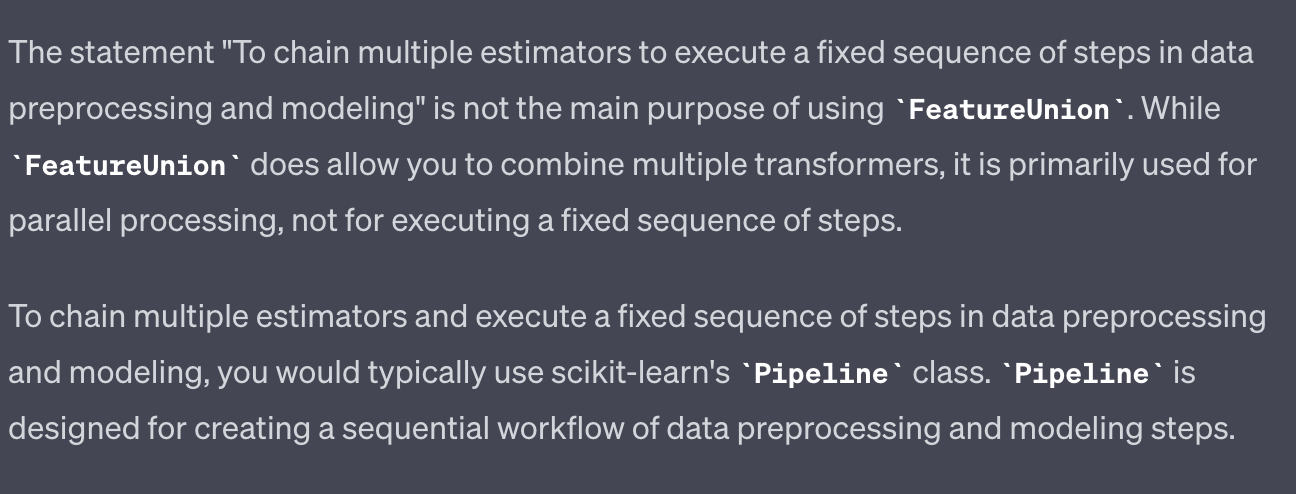 The statement "To chain multiple estimators to execute a fixed sequence of steps in data
preprocessing and modeling" is not the main purpose of using `FeatureUnion`. While
`FeatureUnion` does allow you to combine multiple transformers, it is primarily used for
parallel processing, not for executing a fixed sequence of steps.
To chain multiple estimators and execute a fixed sequence of steps in data preprocessing
and modeling, you would typically use scikit-learn's `Pipeline` class. `Pipeline` is
designed for creating a sequential workflow of data preprocessing and modeling steps.